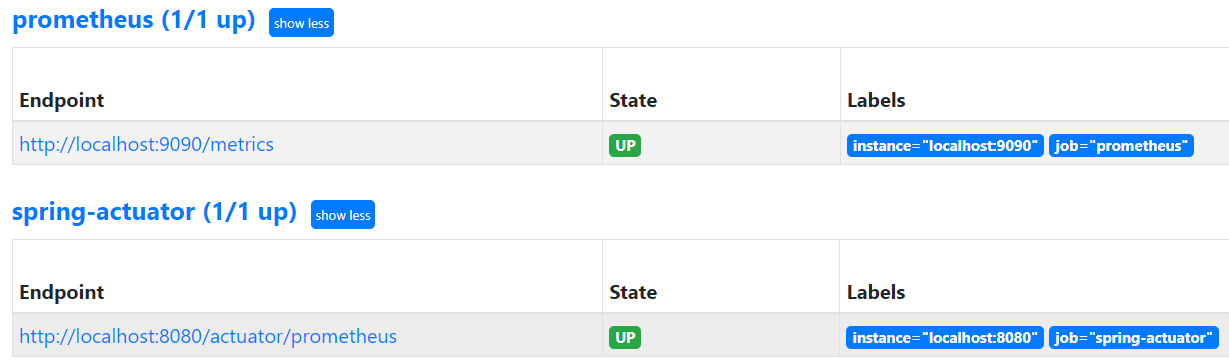 prometheus (1/1 up) show less
Endpoint State Labels
http://localhost:9090/metrics UP instance="localhost:9090" job="prometheus"
spring-actuator (1/1 up) show less
Endpoint State Labels
http://localhost:8080/actuator/prometheus UP instance="localhost:8080" job="spring-actuator"